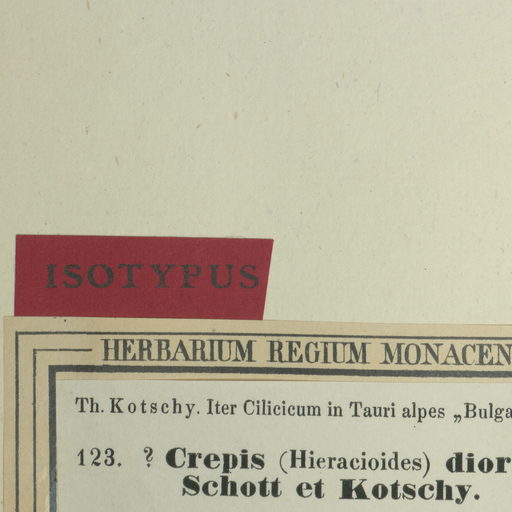 ISOTYPUS
HERBARIUM REGIUM MONACEN
Th. Kotschy. Iter Cilicicum in Tauri alpes „Bulga
123. ? Crepis (Hieracioides) dior
Schott et Kotschy.